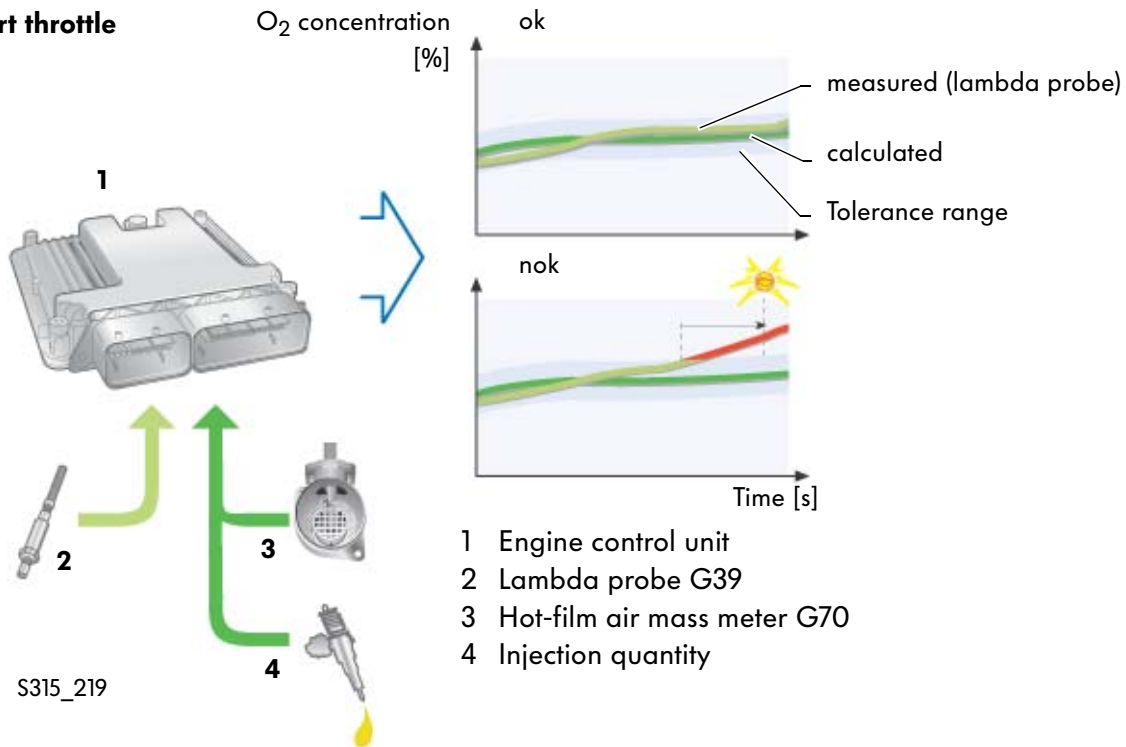 rt throttle
O₂ concentration
[%]
ok
measured (lambda probe)
calculated
Tolerance range
1
nok
Time [s]
2
3
4
1 Engine control unit
2 Lambda probe G39
3 Hot-film air mass meter G70
4 Injection quantity
S315_219